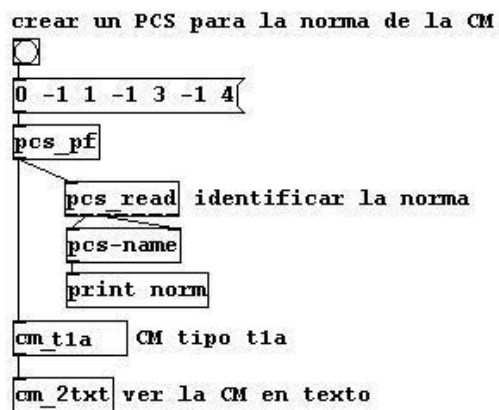 crear un PCS para la norma de la CM
0 -1 1 -1 3 -1 4
pcs_pf
pcs_read identificar la norma
pcs-name
print norm
cm_t1a CM tipo t1a
cm_2txt ver la CM en texto